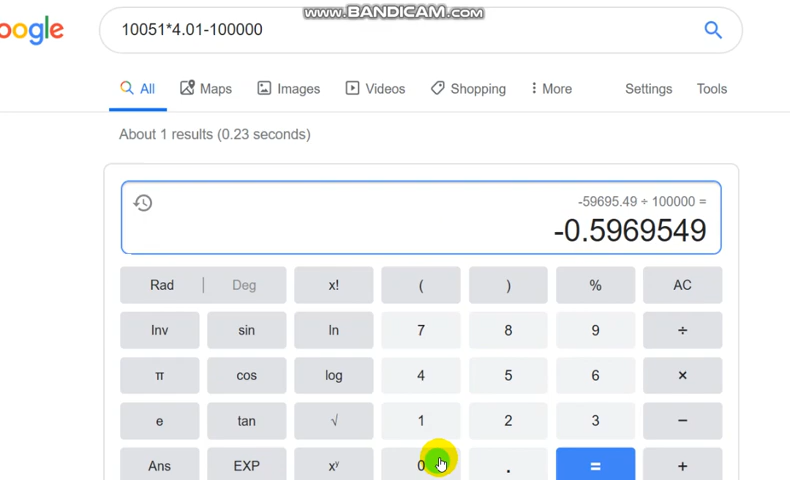 www.BANDICAM.com
oogle 10051*4.01-100000
All Maps Images Videos Shopping More Settings Tools
About 1 results (0.23 seconds)
-59695.49 ÷ 100000 =
-0.5969549
Rad | Deg x! ( ) % AC
Inv sin ln 7 8 9 ÷
π cos log 4 5 6 ×
e tan √ 1 2 3 −
Ans EXP xʸ 0 . = +